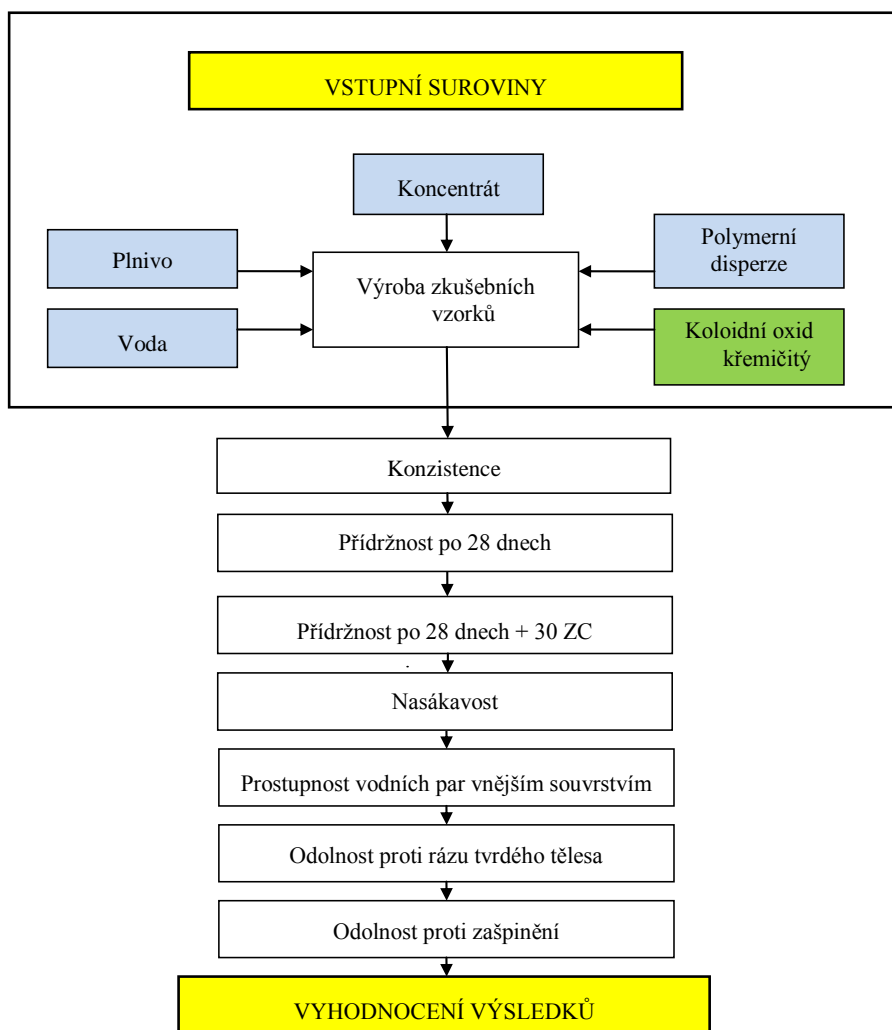 VSTUPNÍ SUROVINY
Koncentrát
Plnivo
Polymerní
disperze
Výroba zkušebních
vzorků
Voda
Koloidní oxid
křemičitý
Konzistence
Přídržnost po 28 dnech
Přídržnost po 28 dnech + 30 ZC
Nasákavost
Prostupnost vodních par vnějším souvrstvím
Odolnost proti rázu tvrdého tělesa
Odolnost proti zašpinění
VYHODNOCENÍ VÝSLEDKŮ